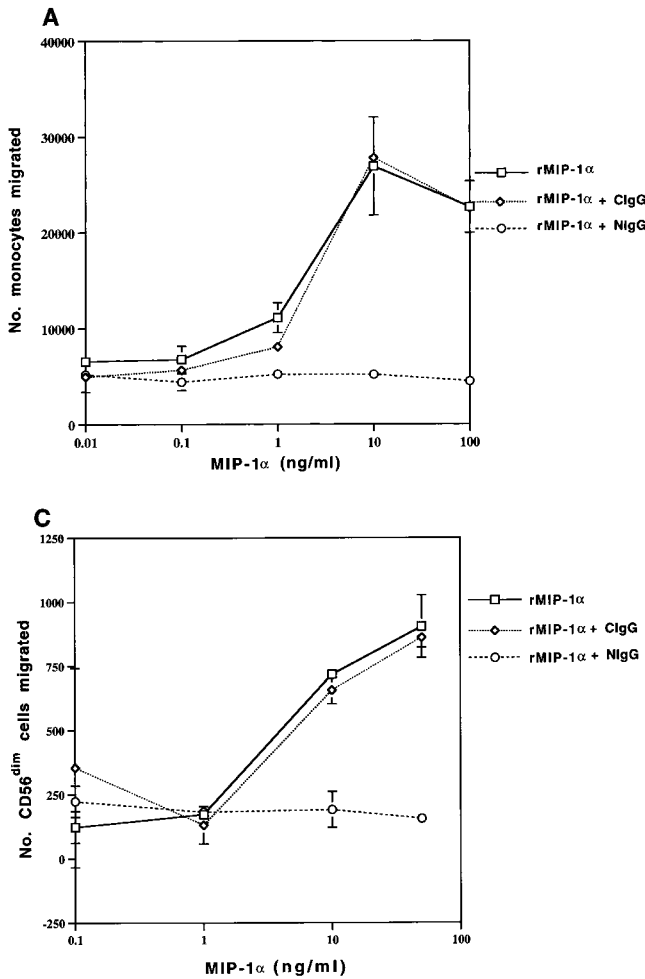 A
40000
30000
20000
10000
0
No. monocytes migrated
0.01 0.1 1 10 100
MIP-1α (ng/ml)
rMIP-1α
rMIP-1α + CIgG
rMIP-1α + NIgG
C
1250
1000
750
500
250
0
-250
No. CD56dim cells migrated
0.1 1 10 100
MIP-1α (ng/ml)
rMIP-1α
rMIP-1α + CIgG
rMIP-1α + NIgG